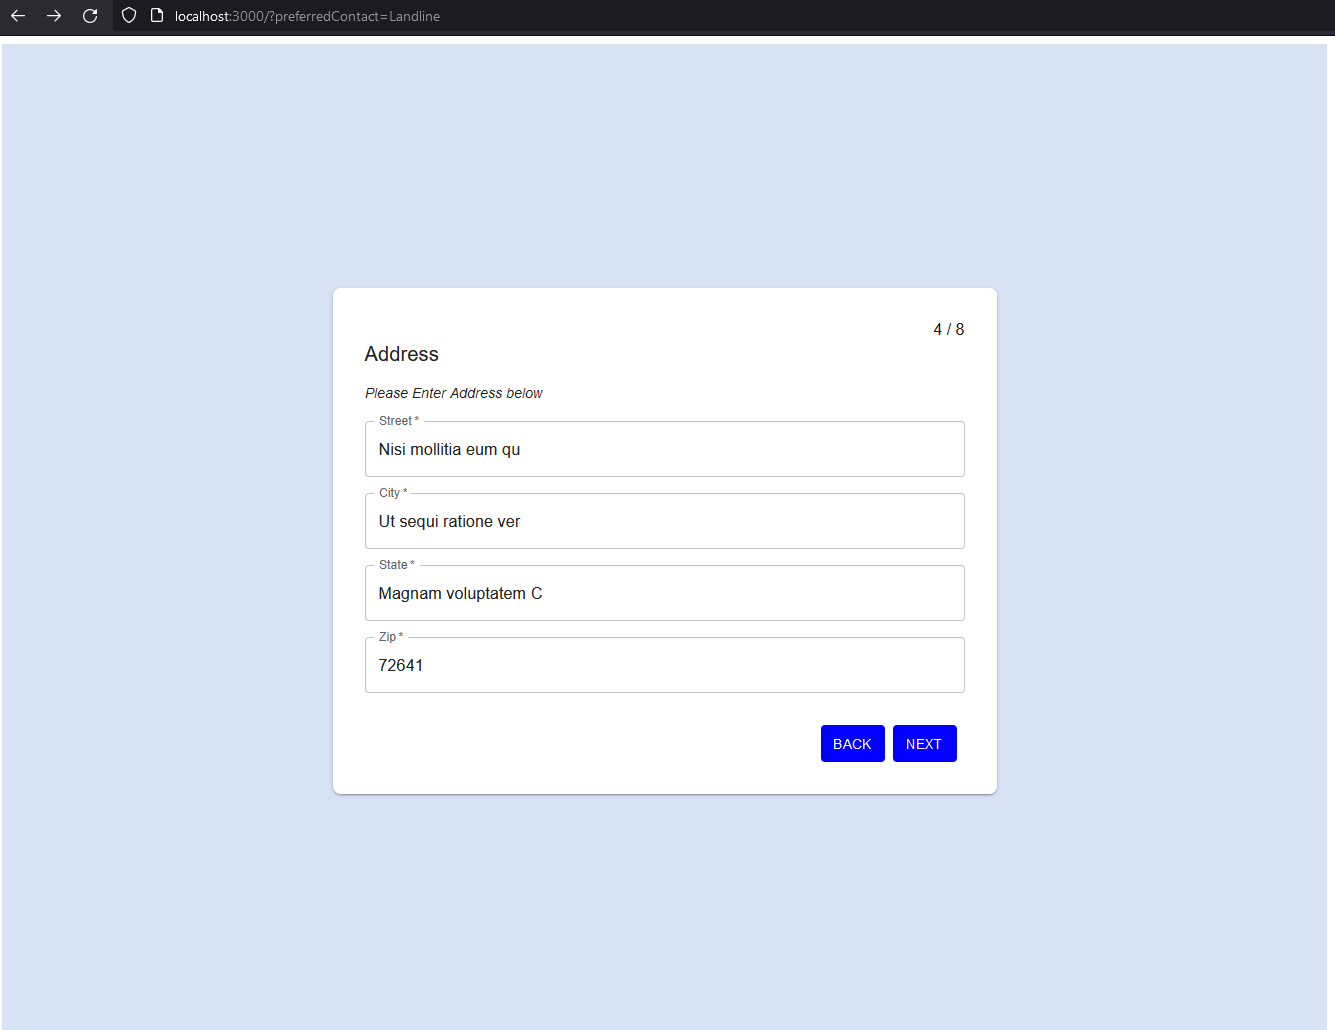 localhost:3000/?preferredContact=Landline
4 / 8
Address
Please Enter Address below
Street *
Nisi mollitia eum qu
City *
Ut sequi ratione ver
State *
Magnam voluptatem C
Zip *
72641
BACK NEXT